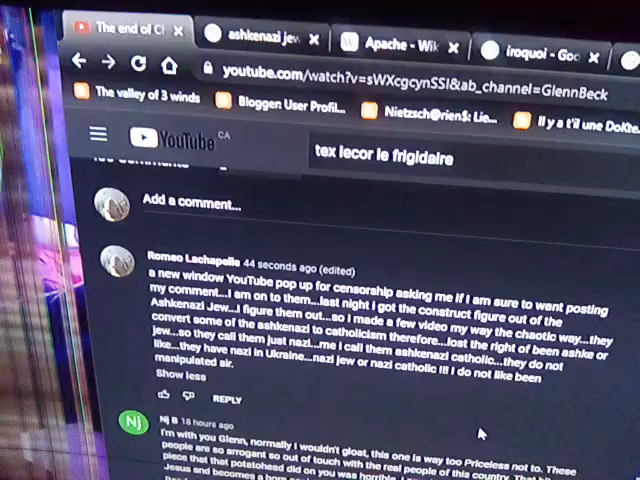 The end of C
ashkenazi jew
Apache - Wik
iroquoi - Goo
youtube.com/watch?v=sWXcgcynSSI&ab_channel=GlennBeck
The valley of 3 winds
Blogger: User Profil...
Nietzsch@rien$: Lie...
Il y a t'il une DoKte
YouTube CA
tex lecor le frigidaire
Add a comment...
Romeo Lachapelle 44 seconds ago (edited)
a new window YouTube pop up for censorship asking me if I am sure to want posting
my comment...I am on to them...last night i got the construct figure out of the
Ashkenazi Jew...I figure them out...so I made a few video my way the chaotic way...they
convert some of the ashkenazi to catholicism therefore...lost the right of been ashke or
jew...so they call them just nazi...me i call them ashkenazi catholic...they do not
like...they have nazi in Ukraine...nazi jew or nazi catholic !!! I do not like been
manipulated sir.
Show less
REPLY
Nj
Nj B 18 hours ago
I'm with you Glenn, normally I wouldn't gloat, this one is way too Priceless not to. These
people are so arrogant so out of touch with the real people of this country. That
piece that that potatohead did on you was horrible.
Jesus and becomes a born